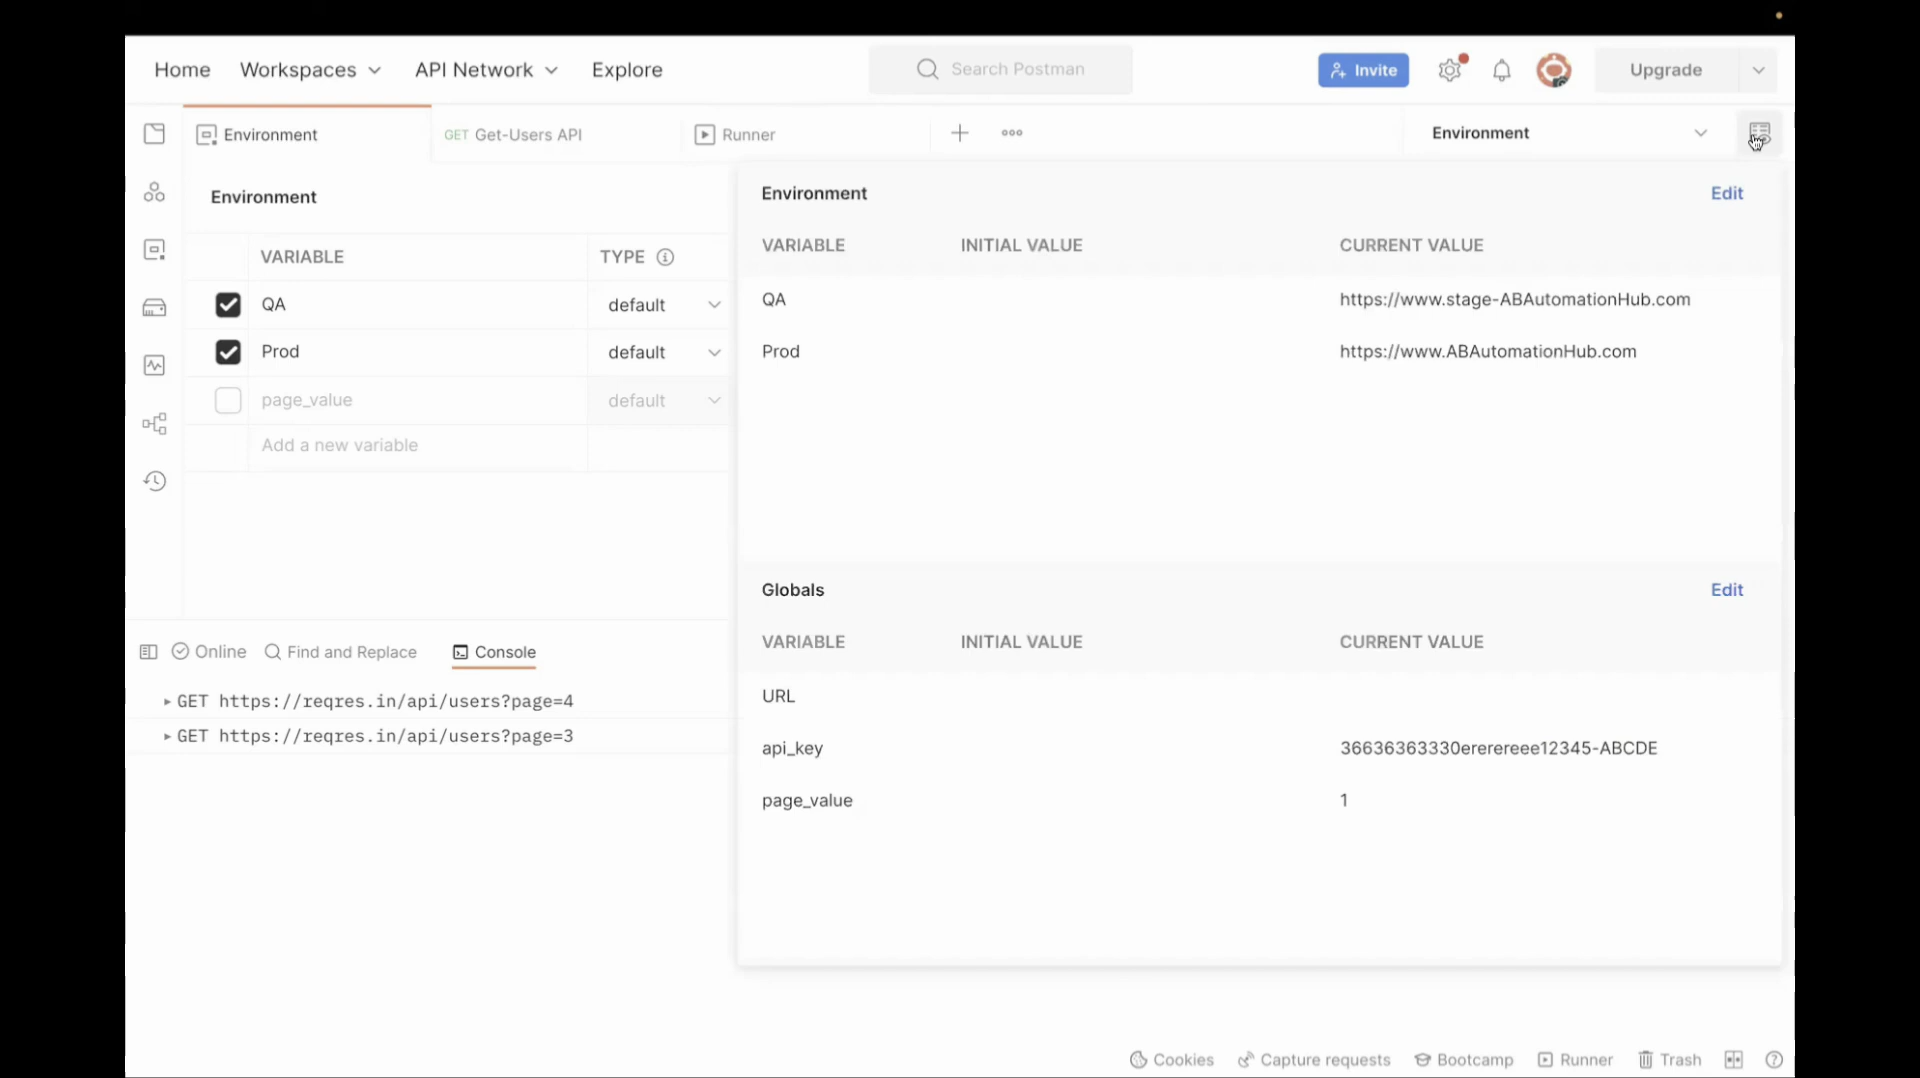 Home Workspaces API Network Explore Search Postman Invite Upgrade
Environment GET Get-Users API Runner Environment
Environment
VARIABLE TYPE
QA default
Prod default
page_value default
Add a new variable
Environment Edit
VARIABLE INITIAL VALUE CURRENT VALUE
QA https://www.stage-ABAutomationHub.com
Prod https://www.ABAutomationHub.com
Globals Edit
VARIABLE INITIAL VALUE CURRENT VALUE
URL
api_key 36636363330erерereee12345-ABCDE
page_value 1
Online Find and Replace Console
GET https://reqres.in/api/users?page=4
GET https://reqres.in/api/users?page=3
Cookies Capture requests Bootcamp Runner Trash